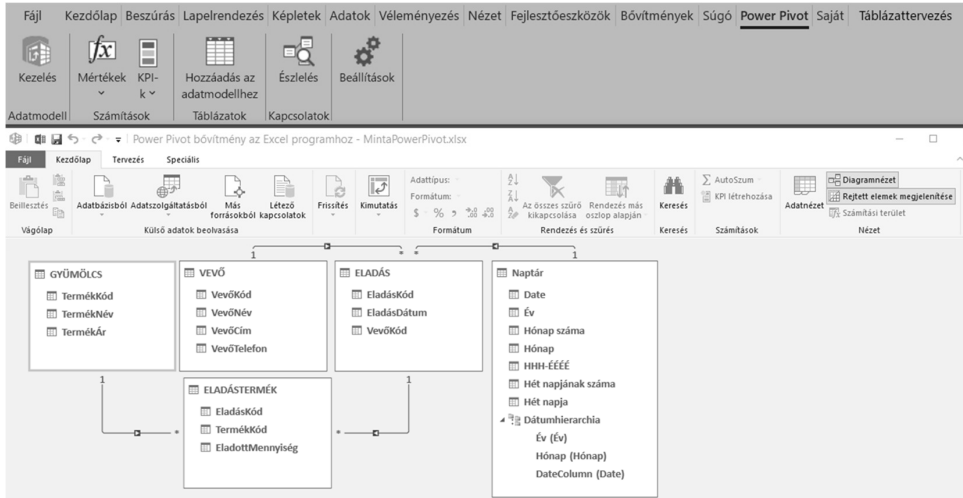 Fájl Kezdőlap Beszúrás Lapelrendezés Képletek Adatok Véleményezés Nézet Fejlesztőeszközök Bővítmények Súgó Power Pivot Saját Táblázattervezés
Kezelés Mértékek KPI-k Hozzáadás az adatmodellhez Észlelés Beállítások
Adatmodell Számítások Táblázatok Kapcsolatok
Power Pivot bővítmény az Excel programhoz - MintaPowerPivot.xlsx
Fájl Kezdőlap Tervezés Speciális
Beillesztés
Adatbázisból Adatszolgáltatásból Más forrásokból Létező kapcsolatok
Frissítés Kimutatás
Adattípus:
Formátum:
$ % 
Az összes szűrő kikapcsolása Rendezés más oszlop alapján
Keresés
AutoSzum
KPI létrehozása
Adatnézet
Diagramnézet
Rejtett elemek megjelenítése
Számítási terület
Vágólap Külső adatok beolvasása Formátum Rendezés és szűrés Keresés Számítások Nézet
1 * * 1
GYÜMÖLCS
TermékKód
TermékNév
TermékÁr
VEVŐ
VevőKód
VevőNév
VevőCím
VevőTelefon
ELADÁS
EladásKód
EladásDátum
VevőKód
Naptár
Date
Év
Hónap száma
Hónap
HHH-ÉÉÉÉ
Hét napjának száma
Hét napja
Dátumhierarchia
Év (Év)
Hónap (Hónap)
DateColumn (Date)
1 1
ELADÁSTERMÉK
EladásKód
TermékKód
EladottMennyiség
* *